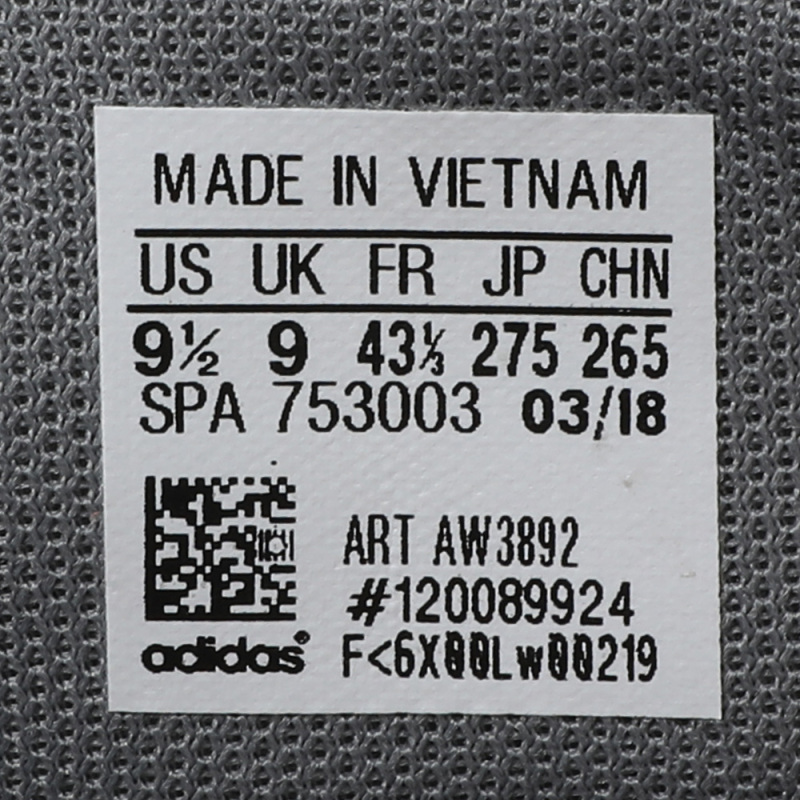 MADE IN VIETNAM
US UK FR JP CHN
9½ 9 43⅓ 275 265
SPA 753003 03/18
ART AW3892
#120089924
adidas® F<6X00Lw00219